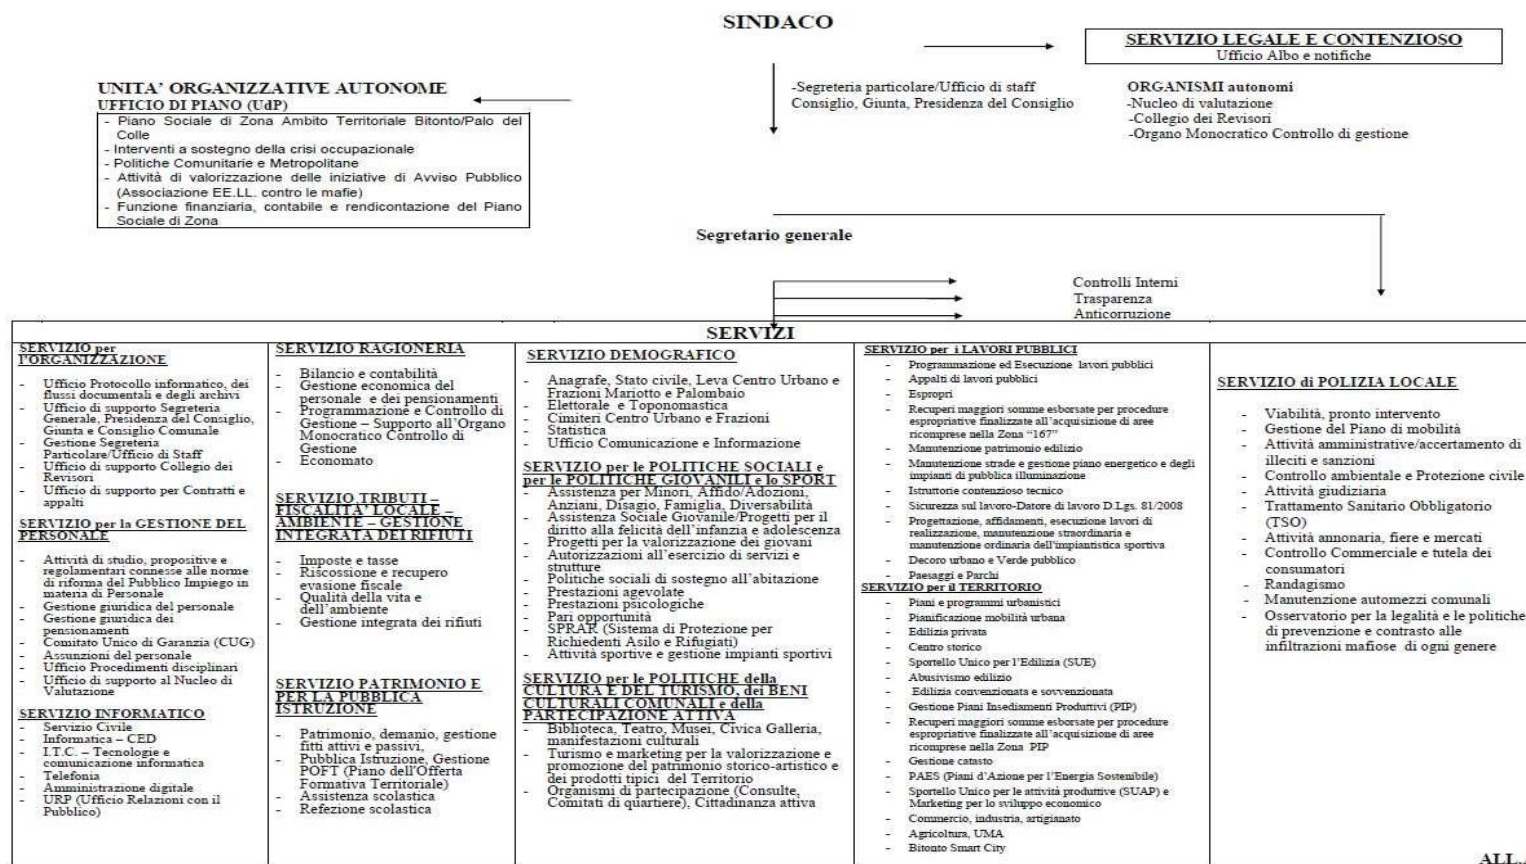 SINDACO
SERVIZIO LEGALE E CONTENZIOSO
Ufficio Albo e notifiche
UNITA' ORGANIZZATIVE AUTONOME
UFFICIO DI PIANO (UdP)
- Piano Sociale di Zona Ambito Territoriale Bitonto/Palo del
Colle
- Interventi a sostegno della crisi occupazionale
- Politiche Comunitarie e Metropolitane
- Attività di valorizzazione delle iniziative di Avviso Pubblico
(Associazione EE.LL. contro le mafie)
- Funzione finanziaria, contabile e rendicontazione del Piano
Sociale di Zona
-Segreteria particolare/Ufficio di staff
Consiglio, Giunta, Presidenza del Consiglio
ORGANISMI autonomi
-Nucleo di valutazione
-Collegio dei Revisori
-Organo Monocratico Controllo di gestione
Segretario generale
Controlli Interni
Trasparenza
Anticorruzione
SERVIZI
SERVIZIO per
l'ORGANIZZAZIONE
- Ufficio Protocollo informatico, dei
flussi documentali e degli archivi
- Ufficio di supporto Segreteria
Generale, Presidenza del Consiglio,
Giunta e Consiglio Comunale
- Gestione Segreteria
Particolare/Ufficio di Staff
- Ufficio di supporto Collegio dei
Revisori
- Ufficio di supporto per Contratti e
appalti
SERVIZIO per la GESTIONE DEL
PERSONALE
- Attività di studio, propositive e
regolamentari connesse alle norme
di riforma del Pubblico Impiego in
materia di Personale
- Gestione giuridica del personale
- Gestione giuridica dei
pensionamenti
- Comitato Unico di Garanzia (CUG)
- Assunzioni del personale
- Ufficio Procedimenti disciplinari
- Ufficio di supporto al Nucleo di
Valutazione
SERVIZIO INFORMATICO
- Servizio Civile
- Informatica – CED
- I.T.C. – Tecnologie e
comunicazione informatica
- Telefonia
- Amministrazione digitale
- URP (Ufficio Relazioni con il
Pubblico)
SERVIZIO RAGIONERIA
- Bilancio e contabilità
- Gestione economica del
personale e dei pensionamenti
- Programmazione e Controllo di
Gestione – Supporto all'Organo
Monocratico Controllo di
Gestione
- Economato
SERVIZIO TRIBUTI –
FISCALITA' LOCALE –
AMBIENTE – GESTIONE
INTEGRATA DEI RIFIUTI
- Imposte e tasse
- Riscossione e recupero
evasione fiscale
- Qualità della vita e
dell'ambiente
- Gestione integrata dei rifiuti
SERVIZIO PATRIMONIO E
PER LA PUBBLICA
ISTRUZIONE
- Patrimonio, demanio, gestione
fitti attivi e passivi,
- Pubblica Istruzione, Gestione
POFT (Piano dell'Offerta
Formativa Territoriale)
- Assistenza scolastica
- Refezione scolastica
SERVIZIO DEMOGRAFICO
- Anagrafe, Stato civile, Leva Centro Urbano e
Frazioni Mariotto e Palombaio
- Elettorale e Toponomastica
- Cimiteri Centro Urbano e Frazioni
- Statistica
- Ufficio Comunicazione e Informazione
SERVIZIO per le POLITICHE SOCIALI e
per le POLITICHE GIOVANILI e lo SPORT
- Assistenza per Minori, Affido/Adozioni,
Anziani, Disagio, Famiglia, Diversabilità
- Assistenza Sociale Giovanile/Progetti per il
diritto alla felicità dell'infanzia e adolescenza
- Progetti per la valorizzazione dei giovani
- Autorizzazioni all'esercizio di servizi e
strutture
- Politiche sociali di sostegno all'abitazione
- Prestazioni agevolate
- Prestazioni psicologiche
- Pari opportunità
- SPRAR (Sistema di Protezione per
Richiedenti Asilo e Rifugiati)
- Attività sportive e gestione impianti sportivi
SERVIZIO per le POLITICHE della
CULTURA E DEL TURISMO, dei BENI
CULTURALI COMUNALI e della
PARTECIPAZIONE ATTIVA
- Biblioteca, Teatro, Musei, Civica Galleria,
manifestazioni culturali
- Turismo e marketing per la valorizzazione e
promozione del patrimonio storico-artistico e
dei prodotti tipici del Territorio
- Organismi di partecipazione (Consulte,
Comitati di quartiere), Cittadinanza attiva
SERVIZIO per i LAVORI PUBBLICI
- Programmazione ed Esecuzione lavori pubblici
- Appalti di lavori pubblici
- Espropri
- Recuperi maggiori somme esborsate per procedure
espropriative finalizzate all'acquisizione di aree
ricomprese nella Zona "167"
- Manutenzione patrimonio edilizio
- Manutenzione strade e gestione piano energetico e degli
impianti di pubblica illuminazione
- Istruttorie contenzioso tecnico
- Sicurezza sul lavoro-Datore di lavoro D.Lgs. 81/2008
- Progettazione, affidamenti, esecuzione lavori di
realizzazione, manutenzione straordinaria e
manutenzione ordinaria dell'impiantistica sportiva
- Decoro urbano e Verde pubblico
- Paesaggi e Parchi
SERVIZIO per il TERRITORIO
- Piani e programmi urbanistici
- Pianificazione mobilità urbana
- Edilizia privata
- Centro storico
- Sportello Unico per l'Edilizia (SUE)
- Abusivismo edilizio
- Edilizia convenzionata e sovvenzionata
- Gestione Piani Insediamenti Produttivi (PIP)
- Recuperi maggiori somme esborsate per procedure
espropriative finalizzate all'acquisizione di aree
ricomprese nella Zona PIP
- Gestione catasto
- PAES (Piani d'Azione per l'Energia Sostenibile)
- Sportello Unico per le attività produttive (SUAP) e
Marketing per lo sviluppo economico
- Commercio, industria, artigianato
- Agricoltura, UMA
- Bitonto Smart City
SERVIZIO di POLIZIA LOCALE
- Viabilità, pronto intervento
- Gestione del Piano di mobilità
- Attività amministrative/accertamento di
illeciti e sanzioni
- Controllo ambientale e Protezione civile
- Attività giudiziaria
- Trattamento Sanitario Obbligatorio
(TSO)
- Attività annonaria, fiere e mercati
- Controllo Commerciale e tutela dei
consumatori
- Randagismo
- Manutenzione automezzi comunali
- Osservatorio per la legalità e le politiche
di prevenzione e contrasto alle
infiltrazioni mafiose di ogni genere
ALL.